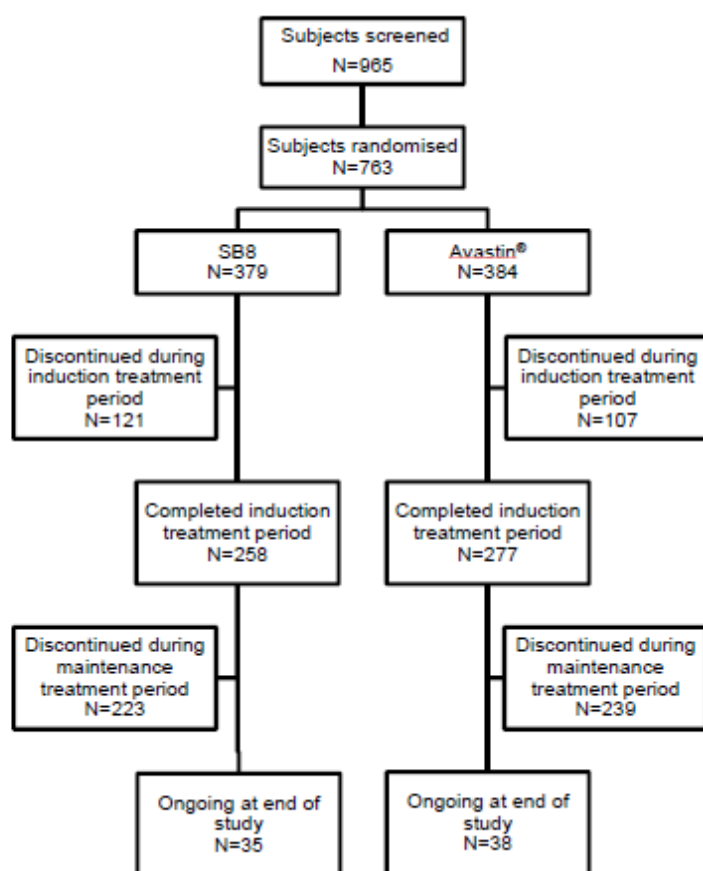 Subjects screened
N=965
Subjects randomised
N=763
SB8
N=379
Avastin®
N=384
Discontinued during
induction treatment
period
N=121
Discontinued during
induction treatment
period
N=107
Completed induction
treatment period
N=258
Completed induction
treatment period
N=277
Discontinued during
maintenance
treatment period
N=223
Discontinued during
maintenance
treatment period
N=239
Ongoing at end of
study
N=35
Ongoing at end of
study
N=38